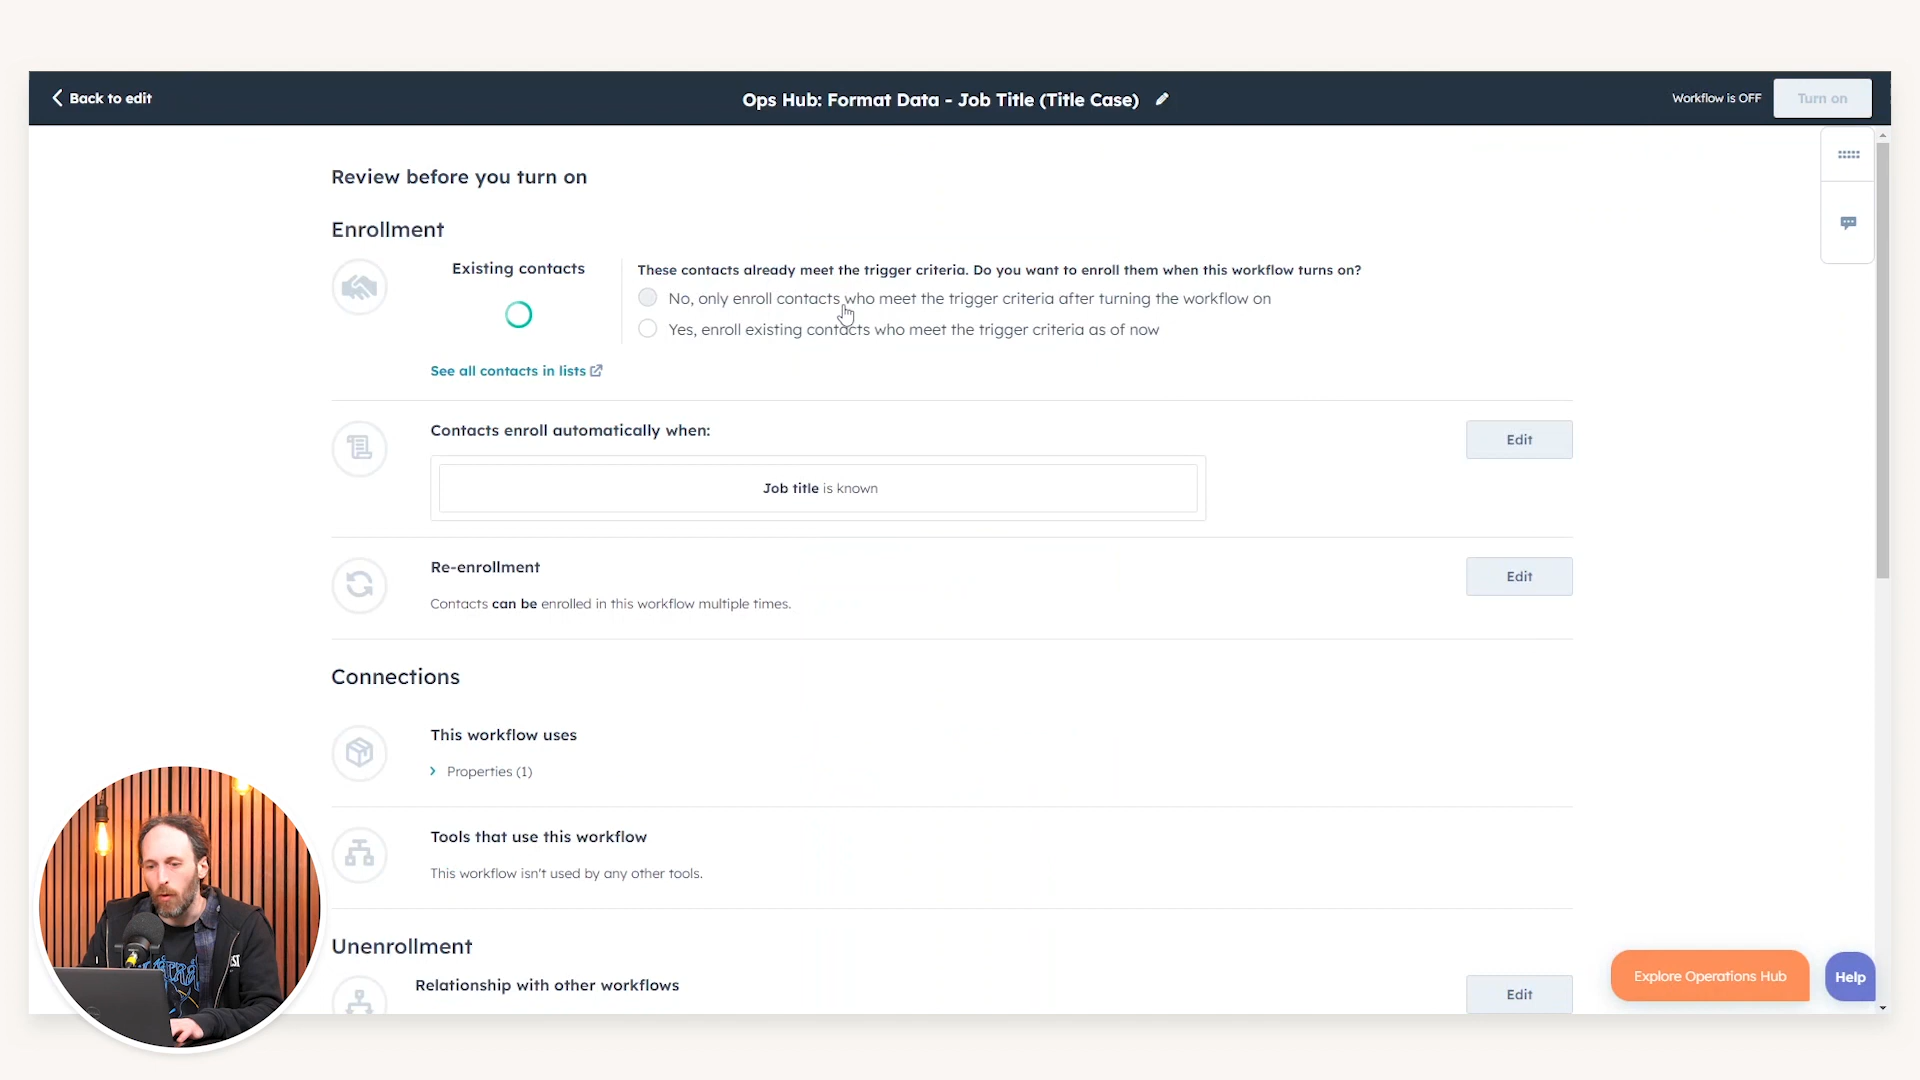 Back to edit
Ops Hub: Format Data - Job Title (Title Case)
Workflow is OFF
Turn on
Review before you turn on
Enrollment
Existing contacts
These contacts already meet the trigger criteria. Do you want to enroll them when this workflow turns on?
No, only enroll contacts who meet the trigger criteria after turning the workflow on
Yes, enroll existing contacts who meet the trigger criteria as of now
See all contacts in lists
Contacts enroll automatically when:
Edit
Job title is known
Re-enrollment
Edit
Contacts can be enrolled in this workflow multiple times.
Connections
This workflow uses
Properties (1)
Tools that use this workflow
This workflow isn't used by any other tools.
Unenrollment
Relationship with other workflows
Edit
Explore Operations Hub
Help